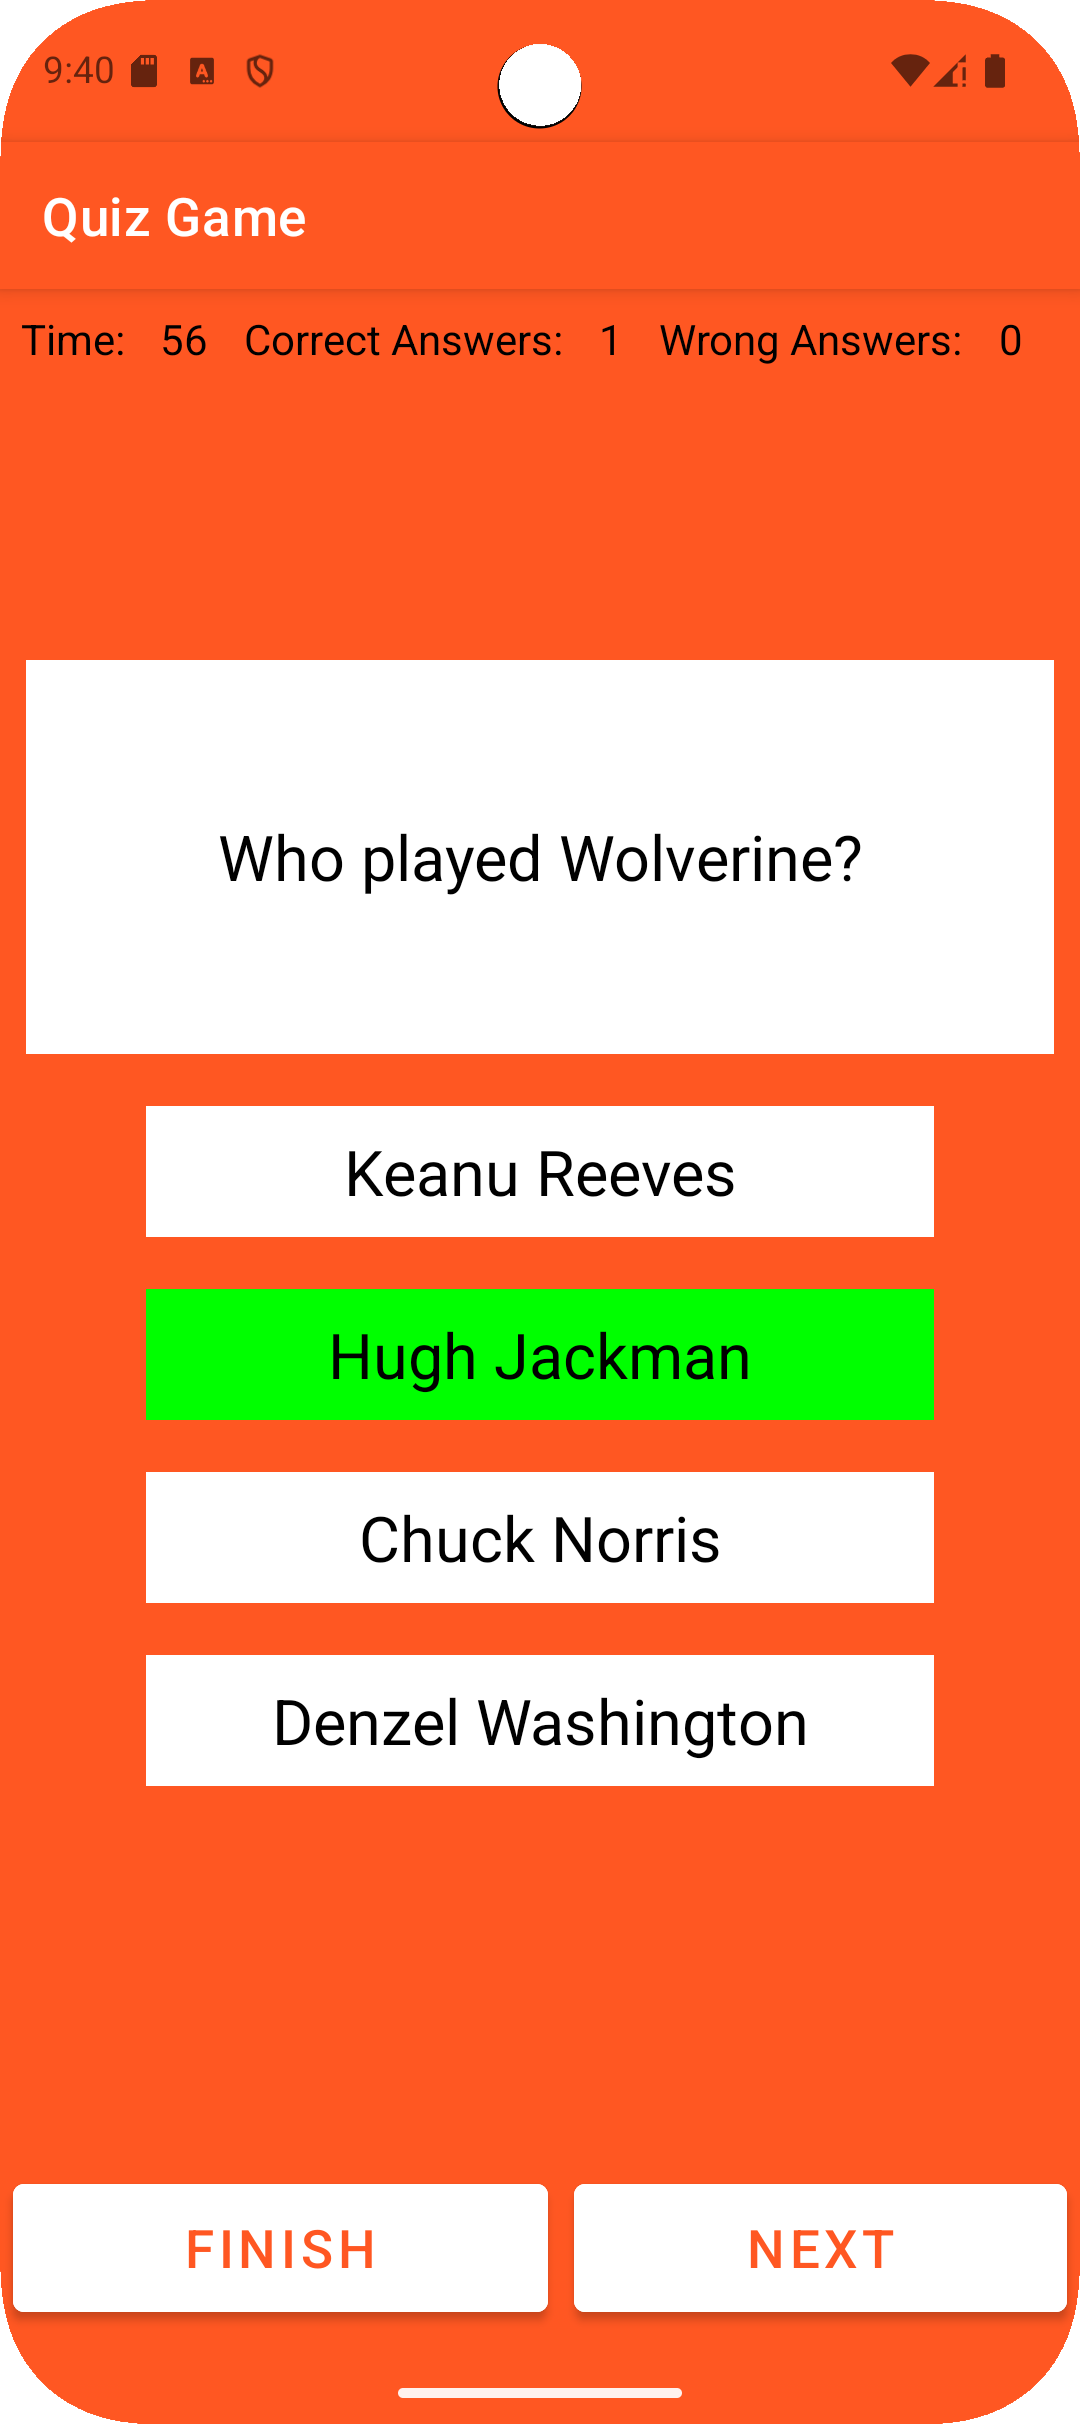 9:40
Quiz Game
Time: 56 Correct Answers: 1 Wrong Answers: 0
Who played Wolverine?
Keanu Reeves
Hugh Jackman
Chuck Norris
Denzel Washington
FINISH NEXT